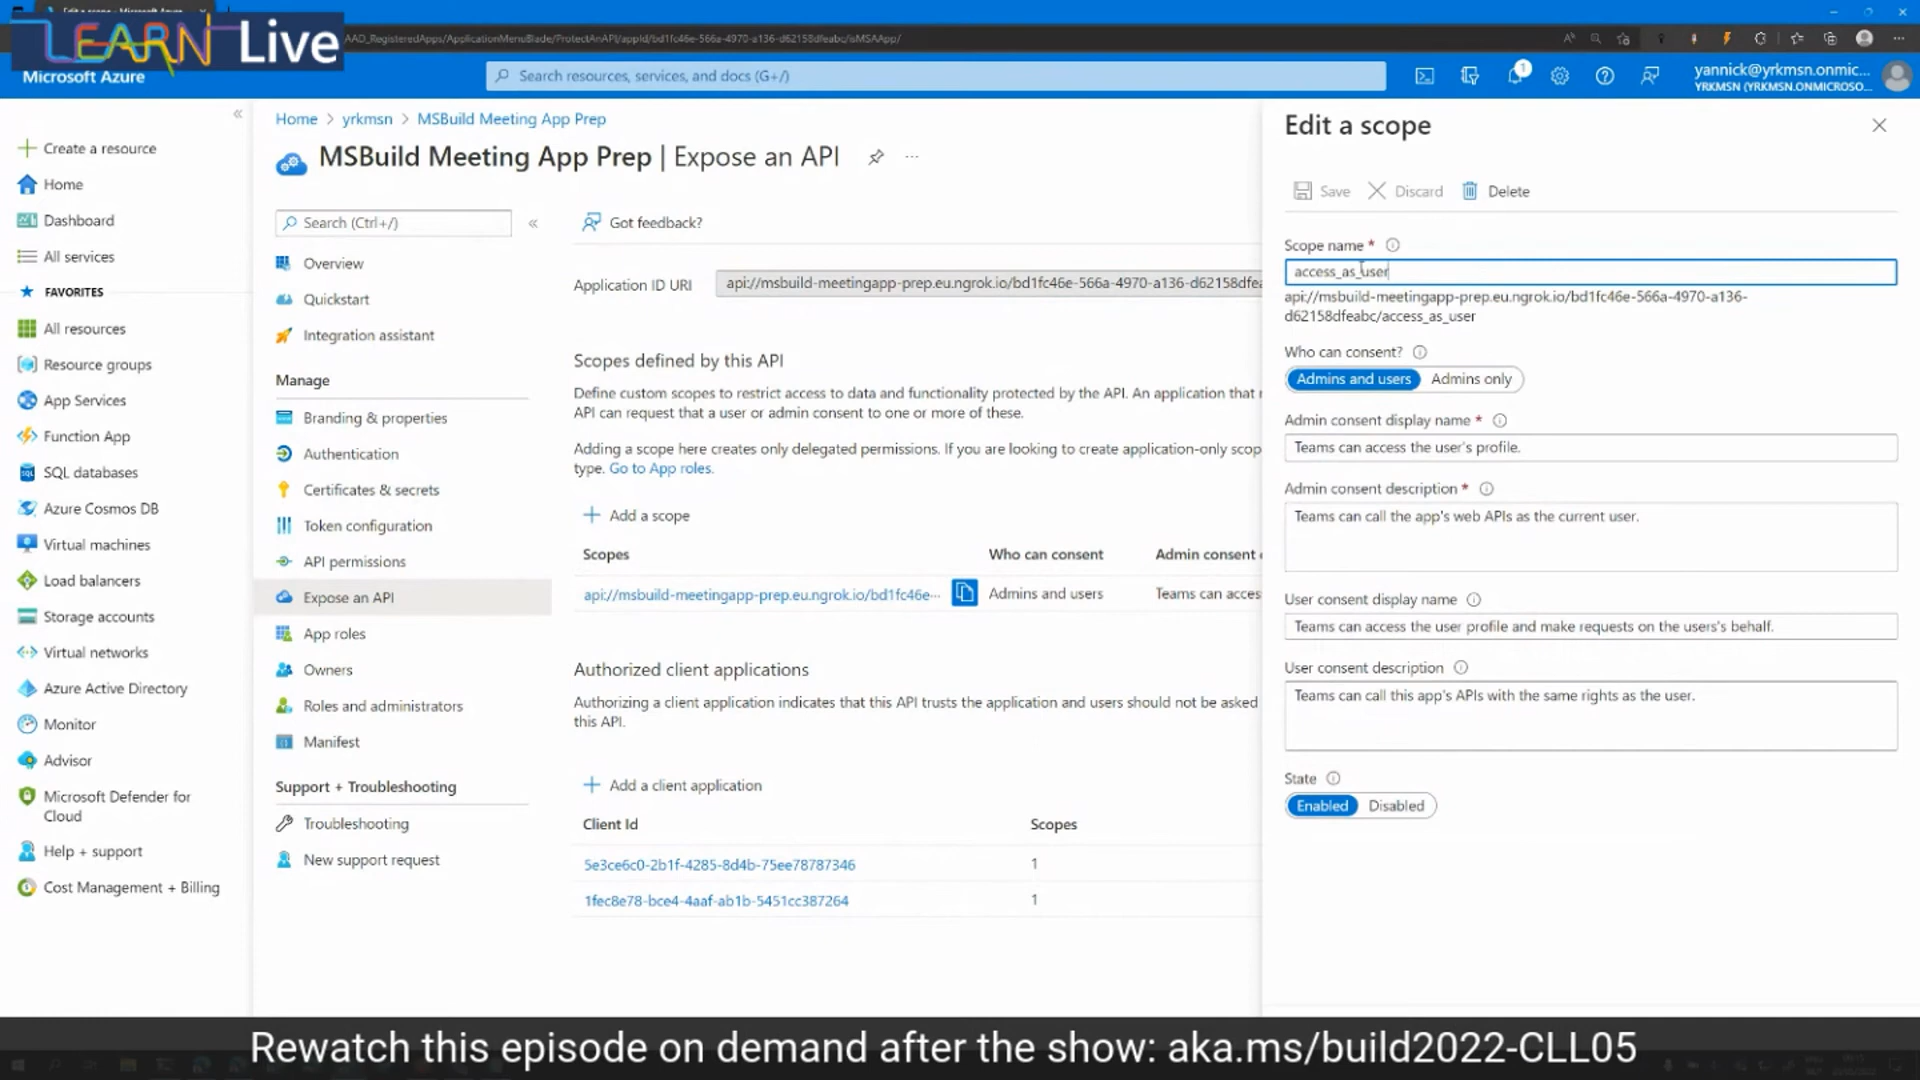 Edit a scope - Microsoft Azure
LEARN Live
AAD_RegisteredApps/ApplicationMenuBlade/ProtectAnAPI/appId/bd1fc46e-566a-4970-a136-d62158dfeabc/isMSAApp/
Microsoft Azure
Search resources, services, and docs (G+/)
1
yannick@yrkmsn.onmic...
YRKMSN (YRKMSN.ONMICROSO...
Create a resource
Home
Dashboard
All services
FAVORITES
All resources
Resource groups
App Services
Function App
SQL databases
Azure Cosmos DB
Virtual machines
Load balancers
Storage accounts
Virtual networks
Azure Active Directory
Monitor
Advisor
Microsoft Defender for
Cloud
Help + support
Cost Management + Billing
Home > yrkmsn > MSBuild Meeting App Prep
MSBuild Meeting App Prep | Expose an API
Search (Ctrl+/)
Overview
Quickstart
Integration assistant
Manage
Branding & properties
Authentication
Certificates & secrets
Token configuration
API permissions
Expose an API
App roles
Owners
Roles and administrators
Manifest
Support + Troubleshooting
Troubleshooting
New support request
Got feedback?
Application ID URI
api://msbuild-meetingapp-prep.eu.ngrok.io/bd1fc46e-566a-4970-a136-d62158dfea
Scopes defined by this API
Define custom scopes to restrict access to data and functionality protected by the API. An application that r
API can request that a user or admin consent to one or more of these.
Adding a scope here creates only delegated permissions. If you are looking to create application-only scop
type. Go to App roles.
Add a scope
Scopes
Who can consent
Admin consent
api://msbuild-meetingapp-prep.eu.ngrok.io/bd1fc46e-...
Admins and users
Teams can acces
Authorized client applications
Authorizing a client application indicates that this API trusts the application and users should not be asked
this API.
Add a client application
Client Id
Scopes
5e3ce6c0-2b1f-4285-8d4b-75ee78787346
1
1fec8e78-bce4-4aaf-ab1b-5451cc387264
1
Edit a scope
Save
Discard
Delete
Scope name *
access_as_user
api://msbuild-meetingapp-prep.eu.ngrok.io/bd1fc46e-566a-4970-a136-
d62158dfeabc/access_as_user
Who can consent?
Admins and users
Admins only
Admin consent display name *
Teams can access the user's profile.
Admin consent description *
Teams can call the app's web APIs as the current user.
User consent display name
Teams can access the user profile and make requests on the users's behalf.
User consent description
Teams can call this app's APIs with the same rights as the user.
State
Enabled
Disabled
Rewatch this episode on demand after the show: aka.ms/build2022-CLL05